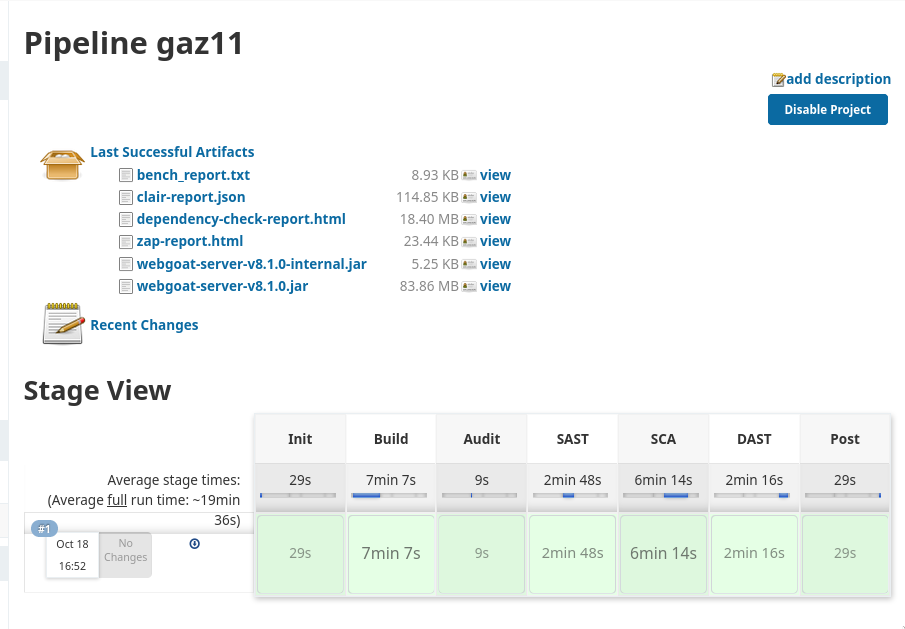 Pipeline gaz11
add description
Disable Project
Last Successful Artifacts
bench_report.txt 8.93 KB view
clair-report.json 114.85 KB view
dependency-check-report.html 18.40 MB view
zap-report.html 23.44 KB view
webgoat-server-v8.1.0-internal.jar 5.25 KB view
webgoat-server-v8.1.0.jar 83.86 MB view
Recent Changes
Stage View
Init Build Audit SAST SCA DAST Post
Average stage times: 29s 7min 7s 9s 2min 48s 6min 14s 2min 16s 29s
(Average full run time: ~19min
36s)
#1
Oct 18
16:52
No
Changes
29s 7min 7s 9s 2min 48s 6min 14s 2min 16s 29s